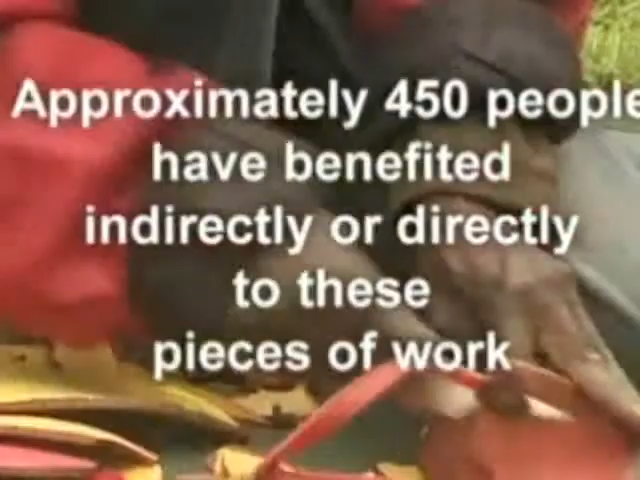 Approximately 450 people
have benefited
indirectly or directly
to these
pieces of work